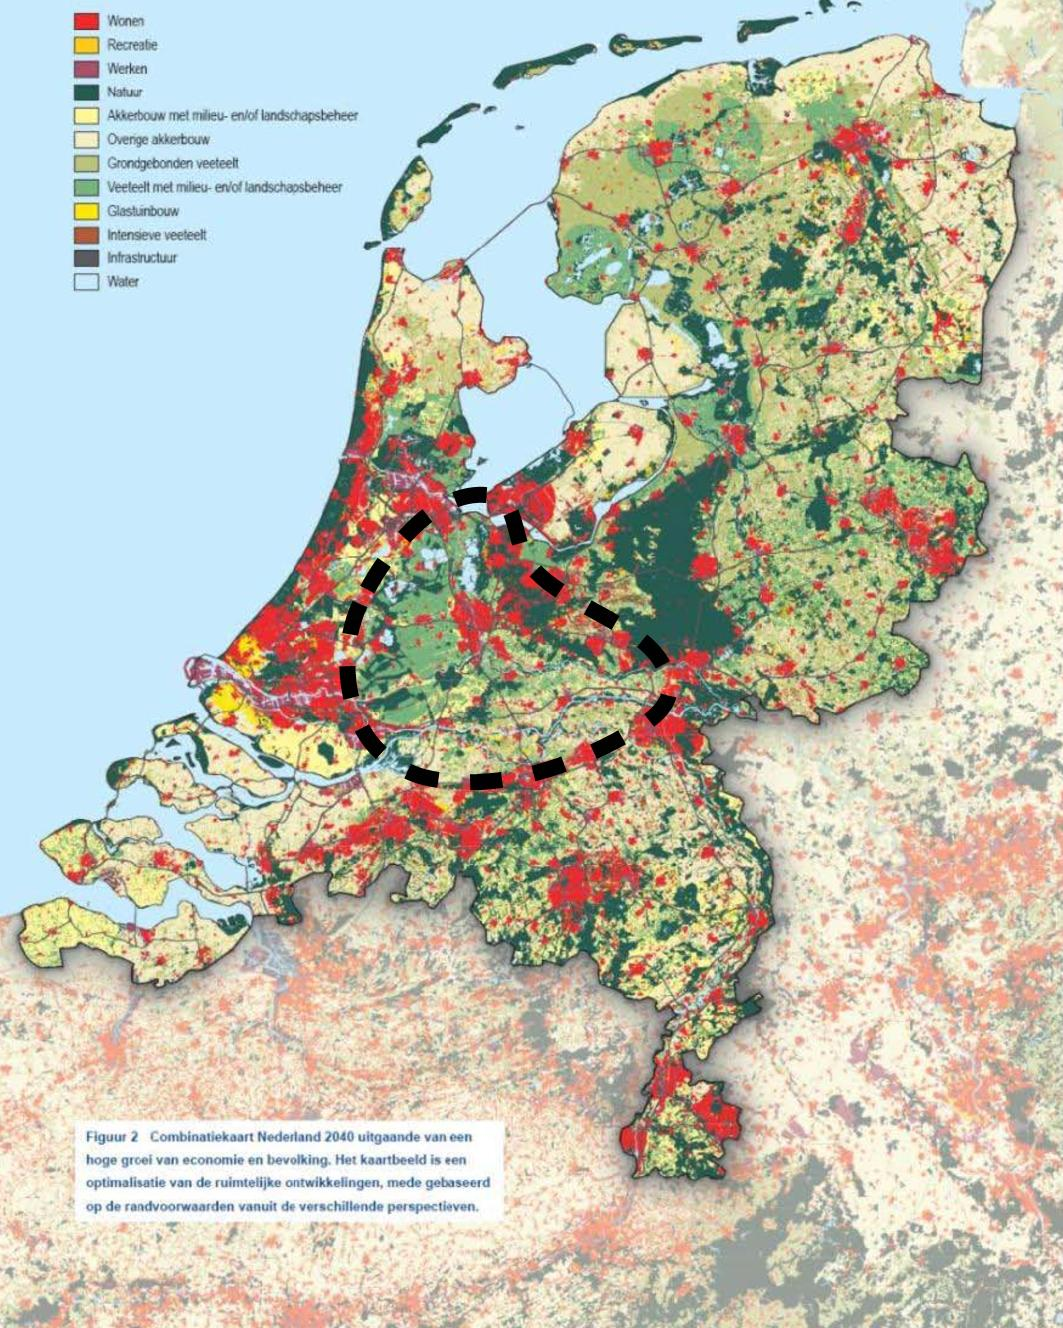 Wonen
Recreatie
Werken
Natuur
Akkerbouw met milieu- en/of landschapsbeheer
Overige akkerbouw
Grondgebonden veeteelt
Veeteelt met milieu- en/of landschapsbeheer
Glastuinbouw
Intensieve veeteelt
Infrastructuur
Water
Figuur 2 Combinatiekaart Nederland 2040 uitgaande van een
hoge groei van economie en bevolking. Het kaartbeeld is een
optimalisatie van de ruimtelijke ontwikkelingen, mede gebaseerd
op de randvoorwaarden vanuit de verschillende perspectieven.